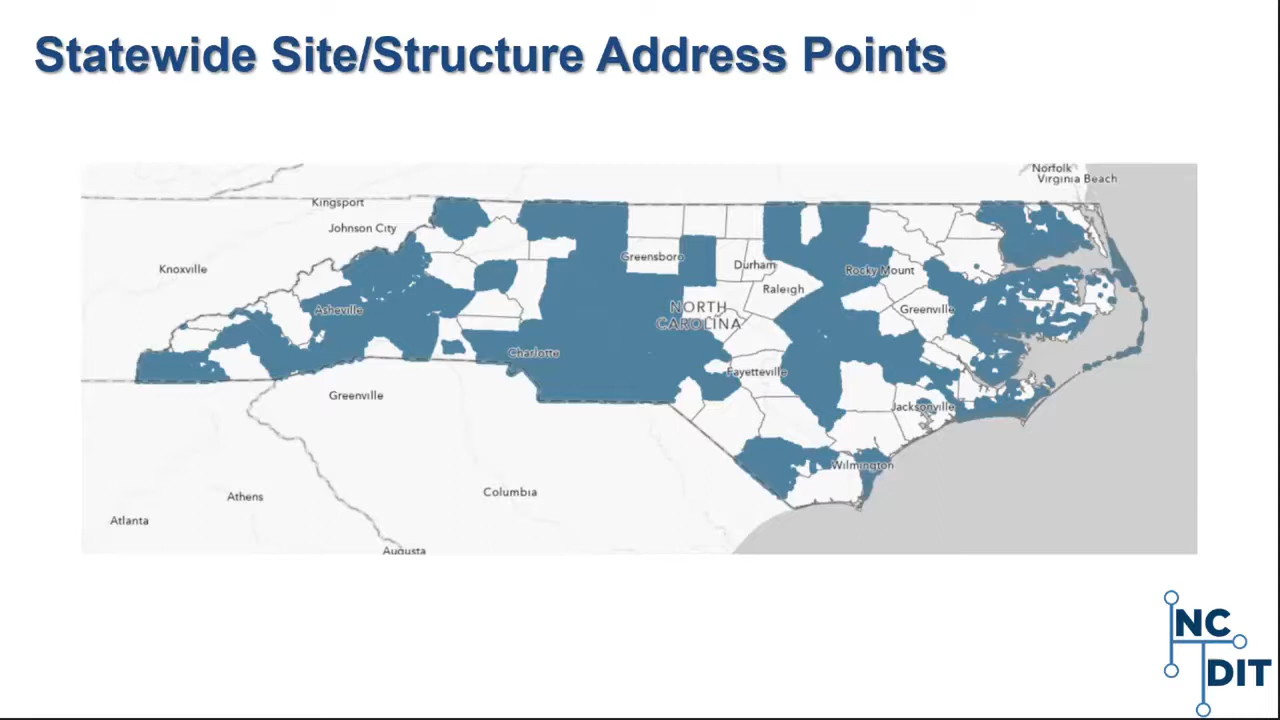 Statewide Site/Structure Address Points
Norfolk
Virginia Beach
Kingsport
Johnson City
Knoxville
Greensboro
Durham
Rocky Mount
Raleigh
Asheville
NORTH
CAROLINA
Greenville
Charlotte
Fayetteville
Greenville
Jacksonville
Wilmington
Columbia
Athens
Atlanta
Augusta
NC
DIT